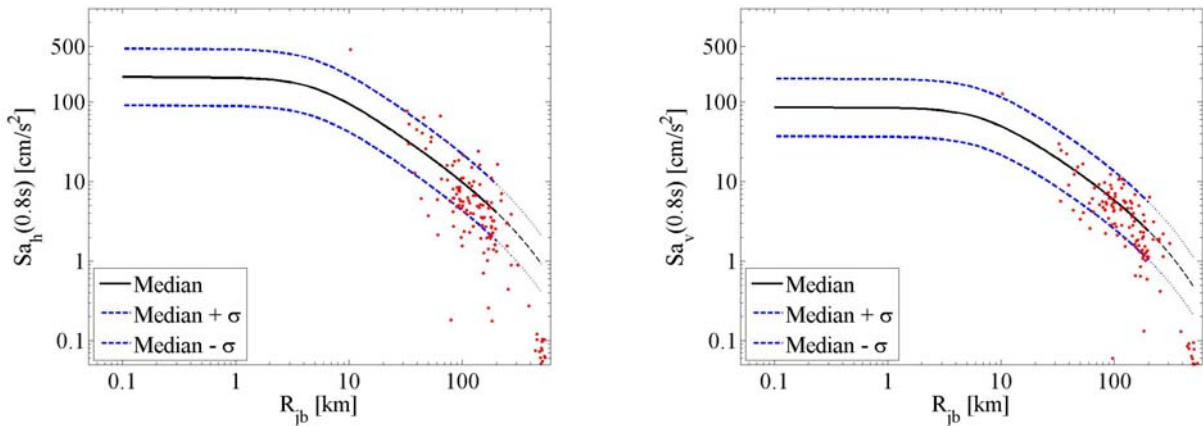 Sa_h(0.8s) [cm/s²]
500
100
10
1
0.1
Median
Median + σ
Median - σ
0.1 1 10 100
R_jb [km]
Sa_v(0.8s) [cm/s²]
500
100
10
1
0.1
Median
Median + σ
Median - σ
0.1 1 10 100
R_jb [km]